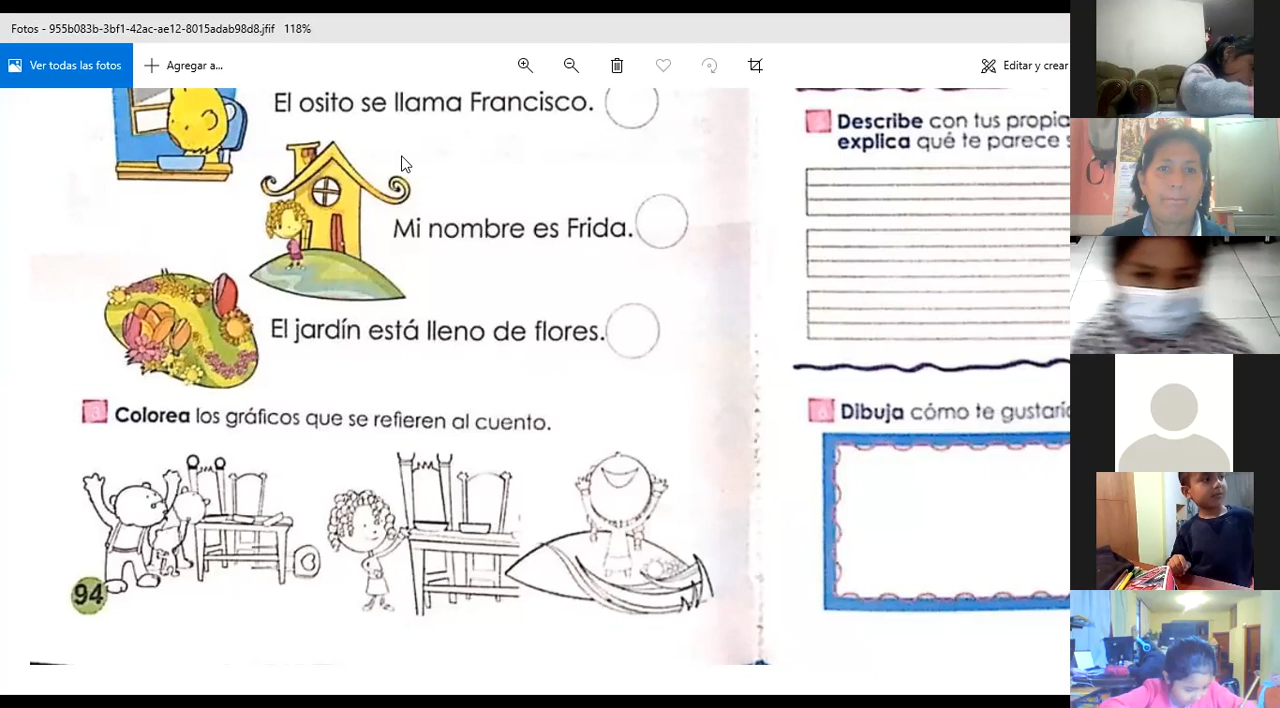 Fotos - 955b083b-3bf1-42ac-ae12-8015adab98d8.jfif 118%
Ver todas las fotos
Agregar a...
Editar y crear
El osito se llama Francisco.
Mi nombre es Frida.
El jardín está lleno de flores.
Colorea los gráficos que se refieren al cuento.
94
Describe con tus propia
explica qué te parece s
Dibuja cómo te gustaría